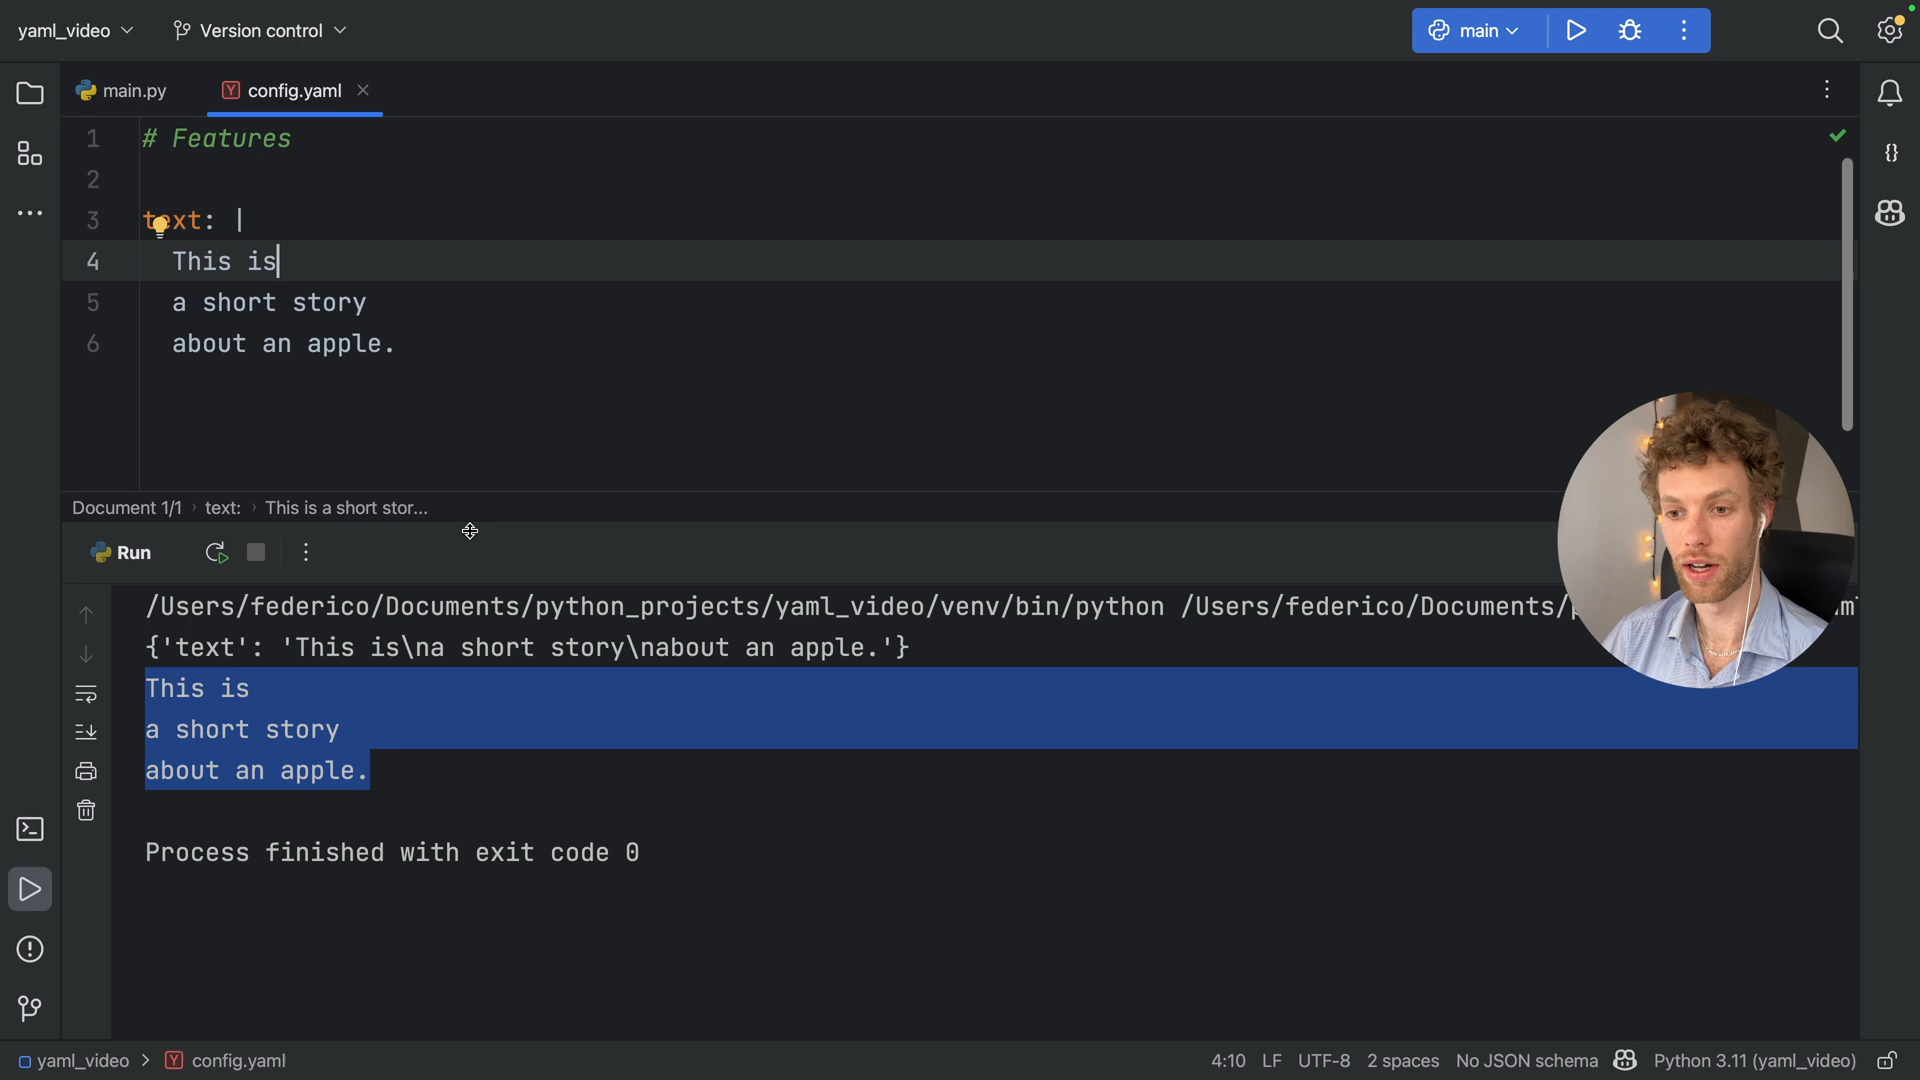 yaml_video
Version control
main
main.py
config.yaml
1 # Features
2
3 text: |
4 This is
5 a short story
6 about an apple.
Document 1/1 › text: › This is a short stor...
Run
/Users/federico/Documents/python_projects/yaml_video/venv/bin/python /Users/federico/Documents/
{'text': 'This is\na short story\nabout an apple.'}
This is
a short story
about an apple.
Process finished with exit code 0
yaml_video > config.yaml
4:10 LF UTF-8 2 spaces No JSON schema Python 3.11 (yaml_video)